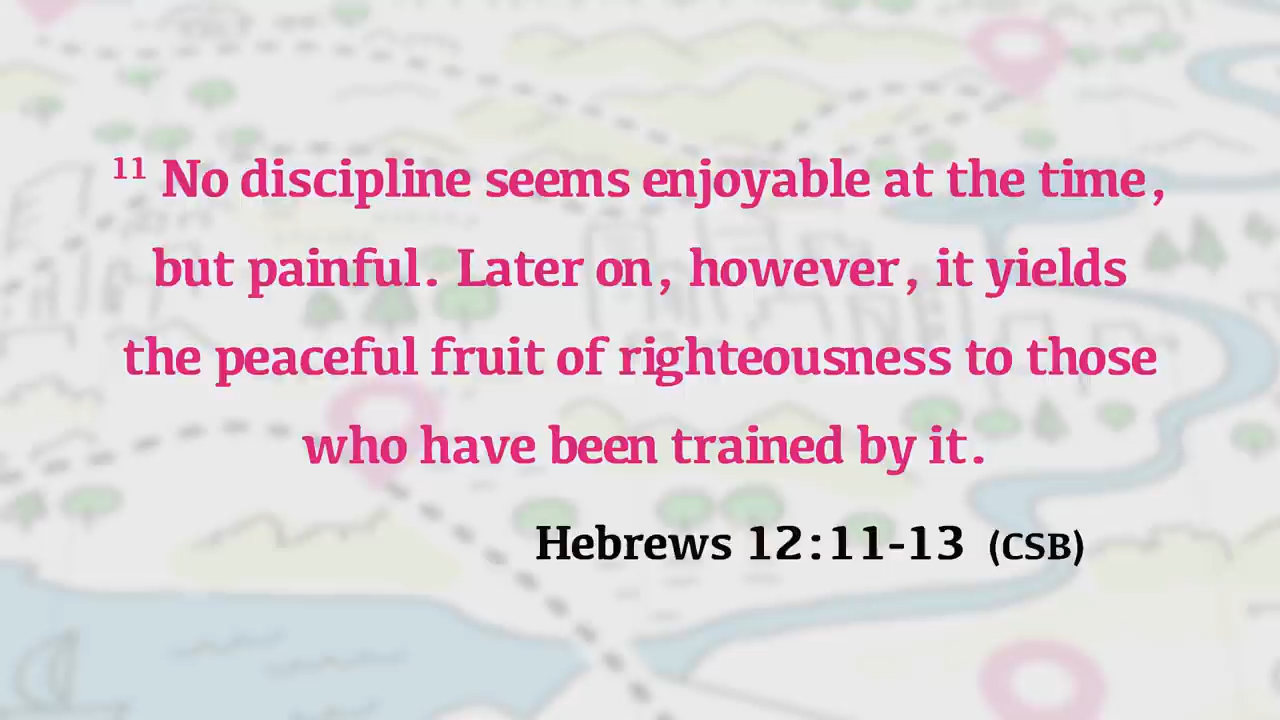 ¹¹ No discipline seems enjoyable at the time,
but painful. Later on, however, it yields
the peaceful fruit of righteousness to those
who have been trained by it.
Hebrews 12:11-13 (CSB)